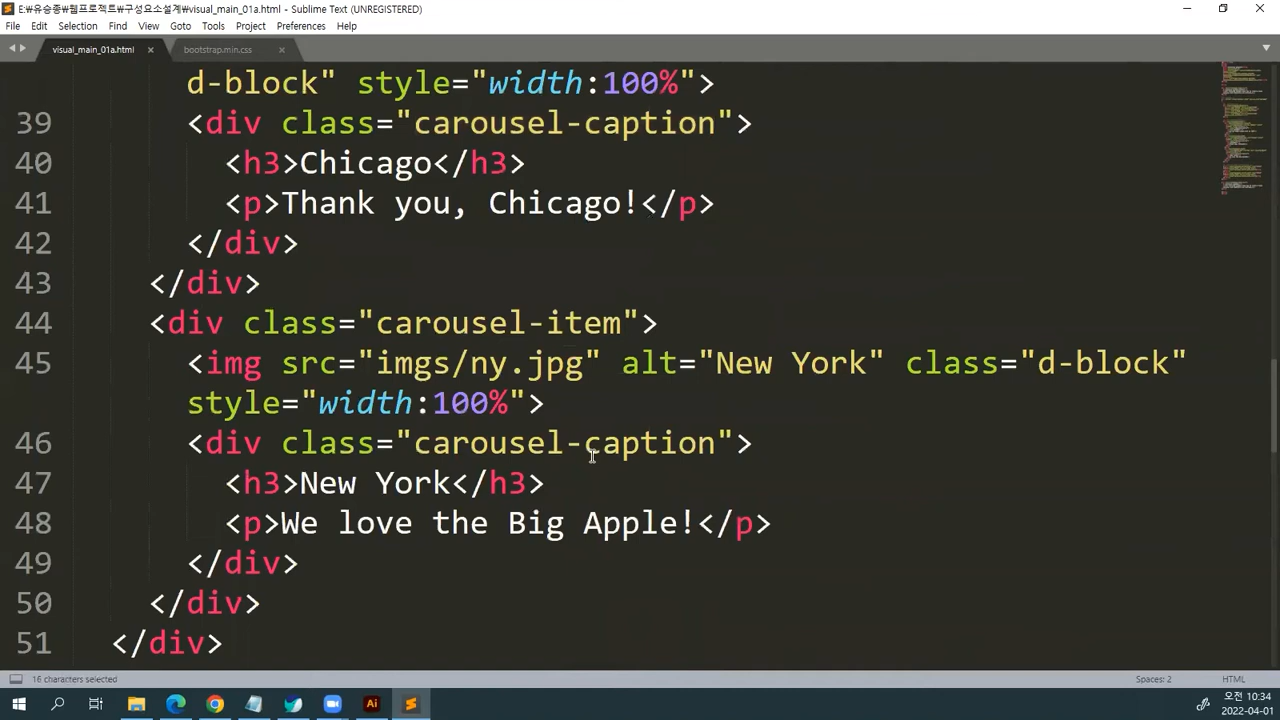 E:₩유승종₩웹프로젝트₩구성요소설계₩visual_main_01a.html - Sublime Text (UNREGISTERED)
File Edit Selection Find View Goto Tools Project Preferences Help
visual_main_01a.html bootstrap.min.css
d-block" style="width:100%">
39 <div class="carousel-caption">
40 <h3>Chicago</h3>
41 <p>Thank you, Chicago!</p>
42 </div>
43 </div>
44 <div class="carousel-item">
45 <img src="imgs/ny.jpg" alt="New York" class="d-block"
style="width:100%">
46 <div class="carousel-caption">
47 <h3>New York</h3>
48 <p>We love the Big Apple!</p>
49 </div>
50 </div>
51 </div>
16 characters selected Spaces: 2 HTML
Ai
오전 10:34
2022-04-01